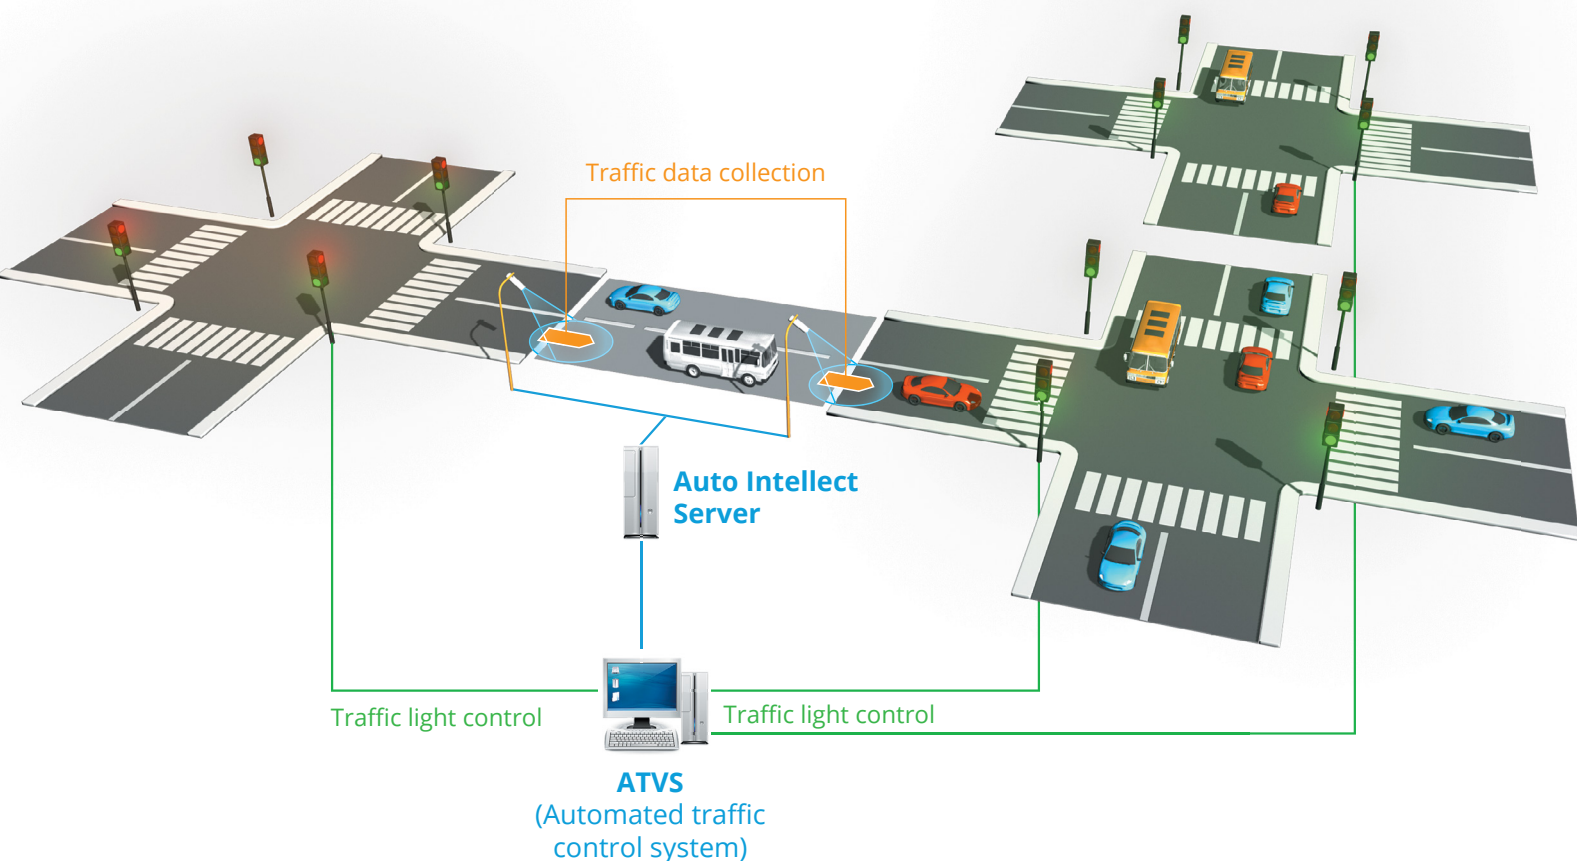 Traffic data collection
Auto Intellect
Server
Traffic light control
Traffic light control
ATVS
(Automated traffic
control system)